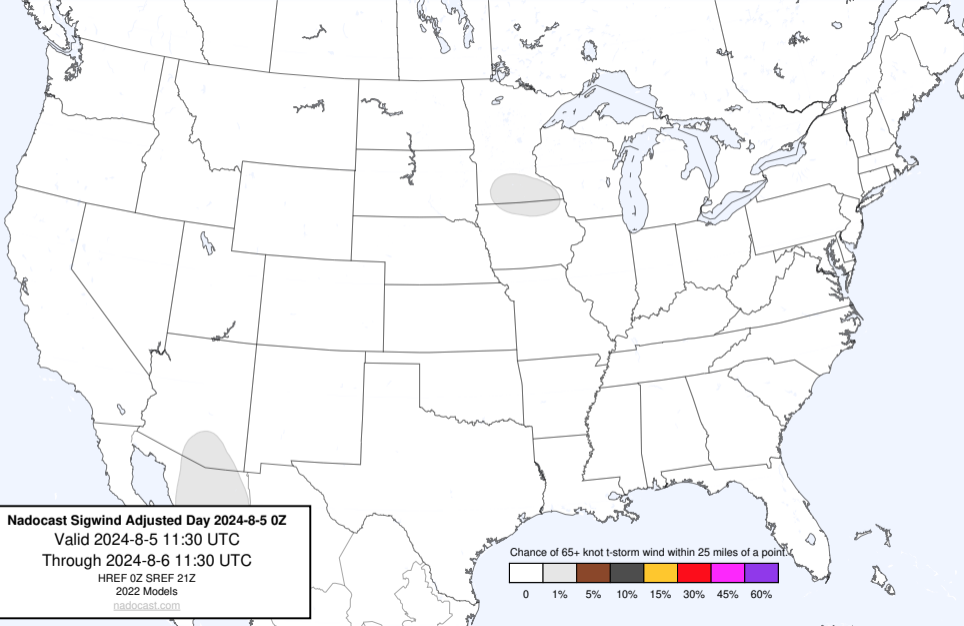 Nadocast Sigwind Adjusted Day 2024-8-5 0Z
Valid 2024-8-5 11:30 UTC
Through 2024-8-6 11:30 UTC
HREF 0Z SREF 21Z
2022 Models
nadocast.com
Chance of 65+ knot t-storm wind within 25 miles of a point.
0 1% 5% 10% 15% 30% 45% 60%